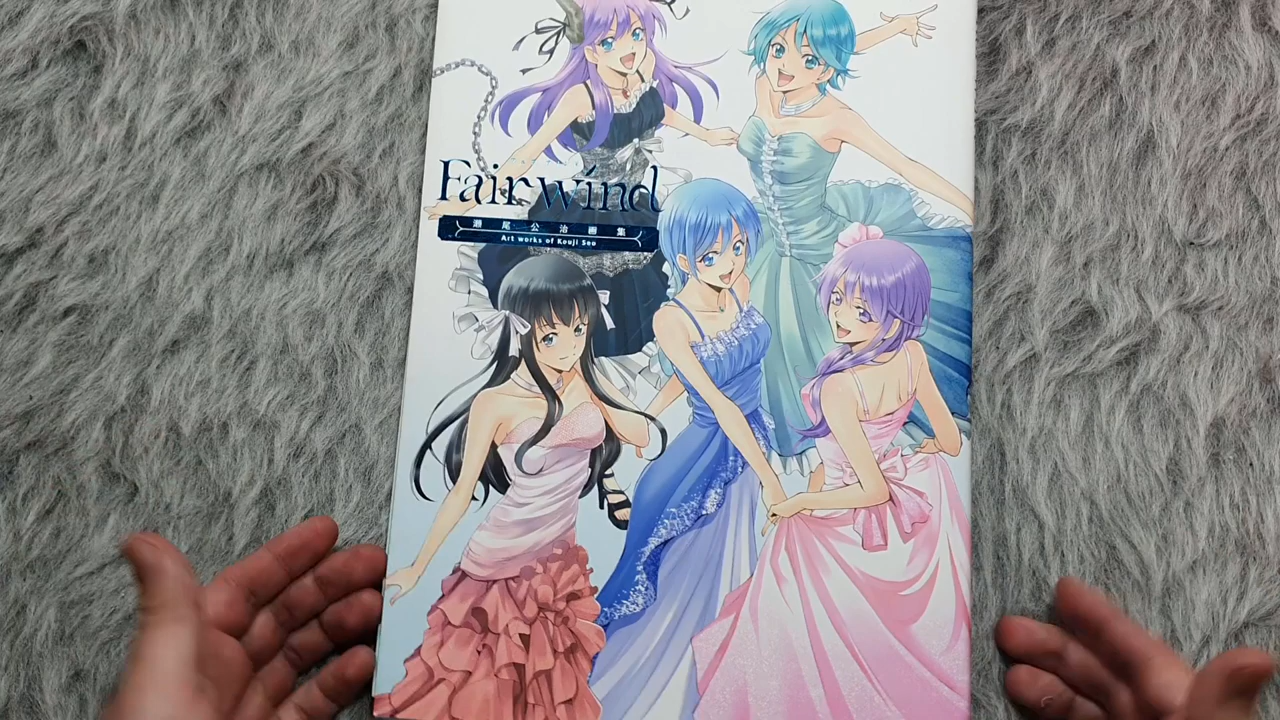 Fairwind
瀬尾公治画集
Art works of Kouji Seo